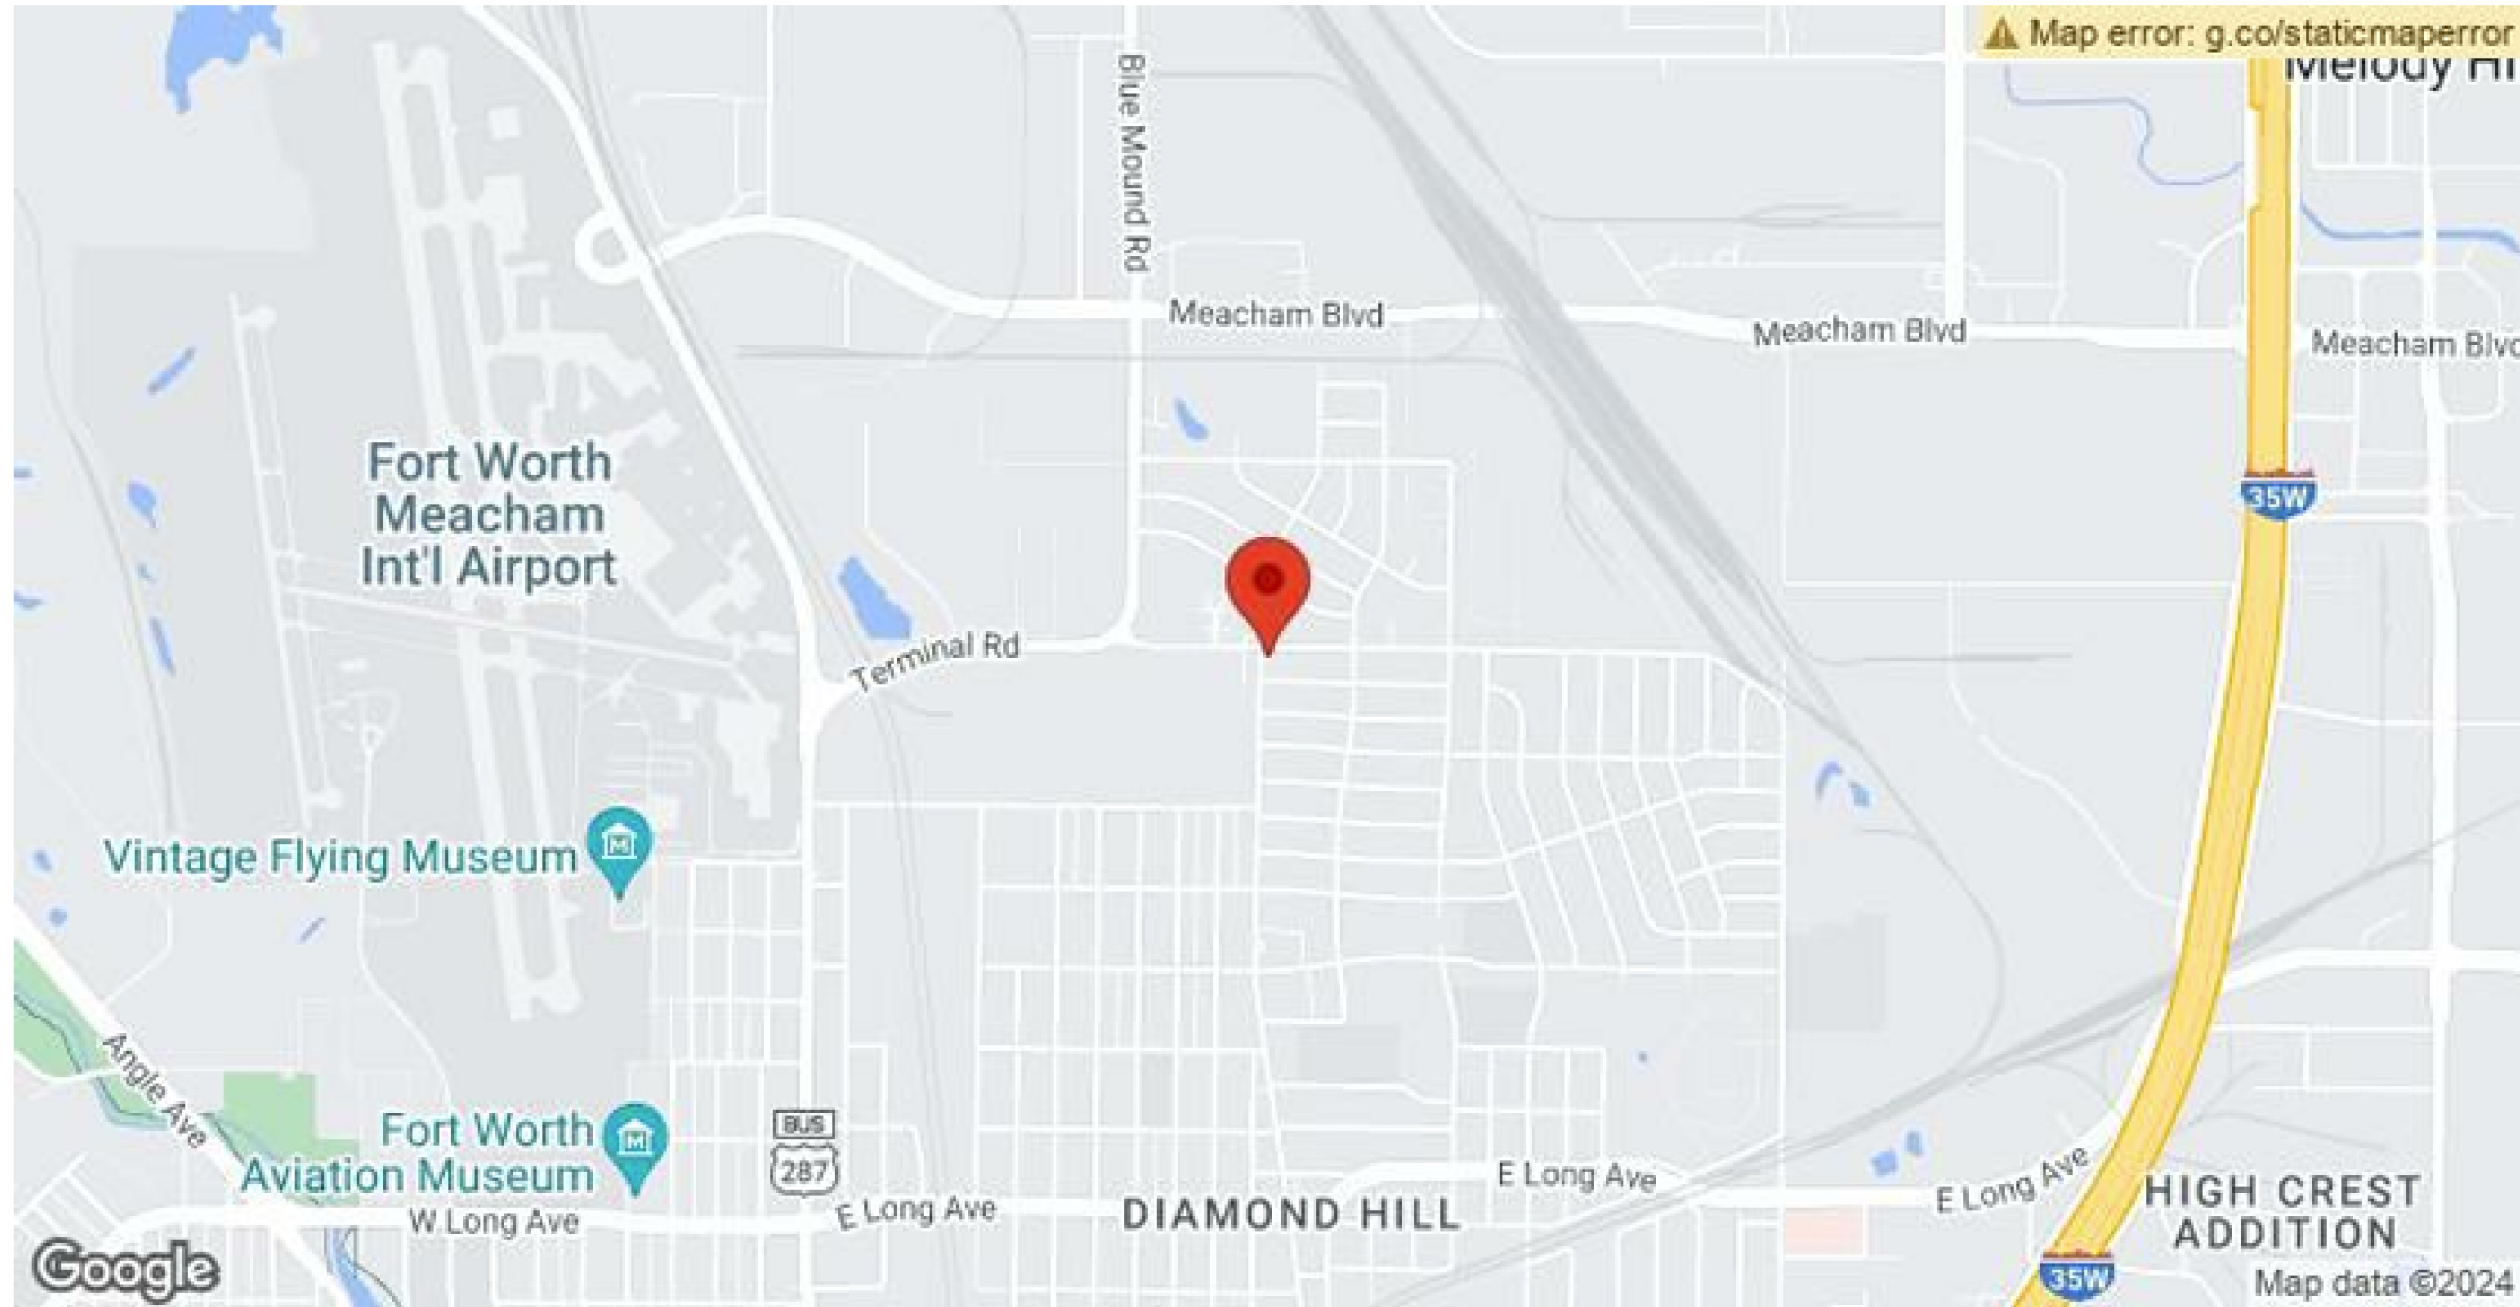 Map error: g.co/staticmaperror
Blue Mound Rd
Meacham Blvd
Meacham Blvd
Meacham Blvd
Fort Worth
Meacham
Int'l Airport
35W
Terminal Rd
Vintage Flying Museum
Angle Ave
Fort Worth
Aviation Museum
BUS
287
W Long Ave
E Long Ave
DIAMOND HILL
E Long Ave
E Long Ave
HIGH CREST
ADDITION
35W
Google
Map data ©2024